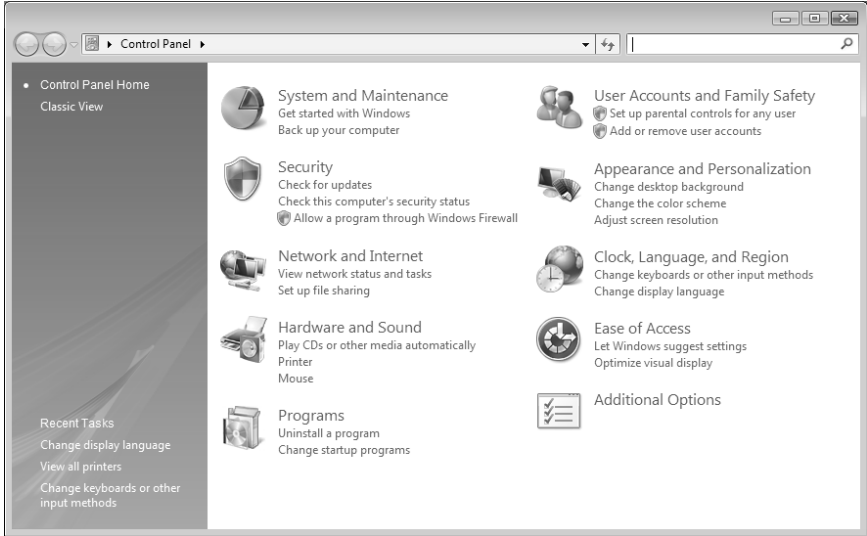 Control Panel
Control Panel Home
Classic View
Recent Tasks
Change display language
View all printers
Change keyboards or other
input methods
System and Maintenance
Get started with Windows
Back up your computer
Security
Check for updates
Check this computer's security status
Allow a program through Windows Firewall
Network and Internet
View network status and tasks
Set up file sharing
Hardware and Sound
Play CDs or other media automatically
Printer
Mouse
Programs
Uninstall a program
Change startup programs
User Accounts and Family Safety
Set up parental controls for any user
Add or remove user accounts
Appearance and Personalization
Change desktop background
Change the color scheme
Adjust screen resolution
Clock, Language, and Region
Change keyboards or other input methods
Change display language
Ease of Access
Let Windows suggest settings
Optimize visual display
Additional Options